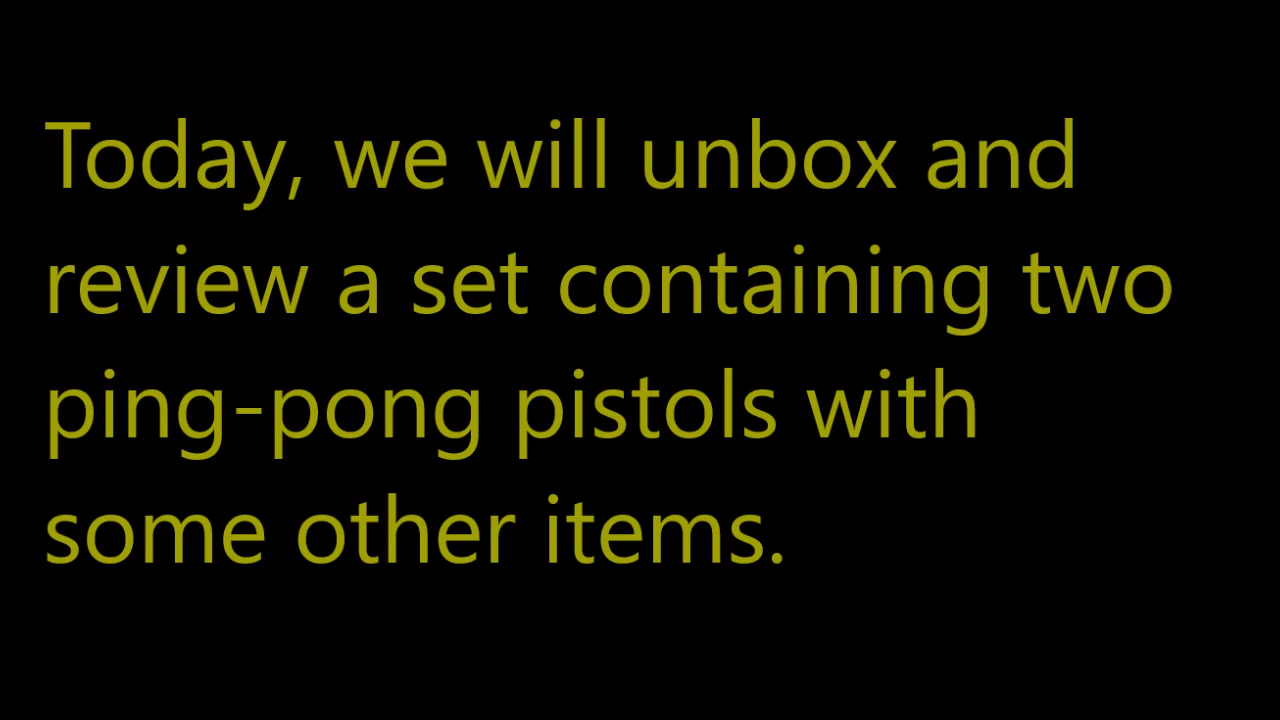 Today, we will unbox and
review a set containing two
ping-pong pistols with
some other items.